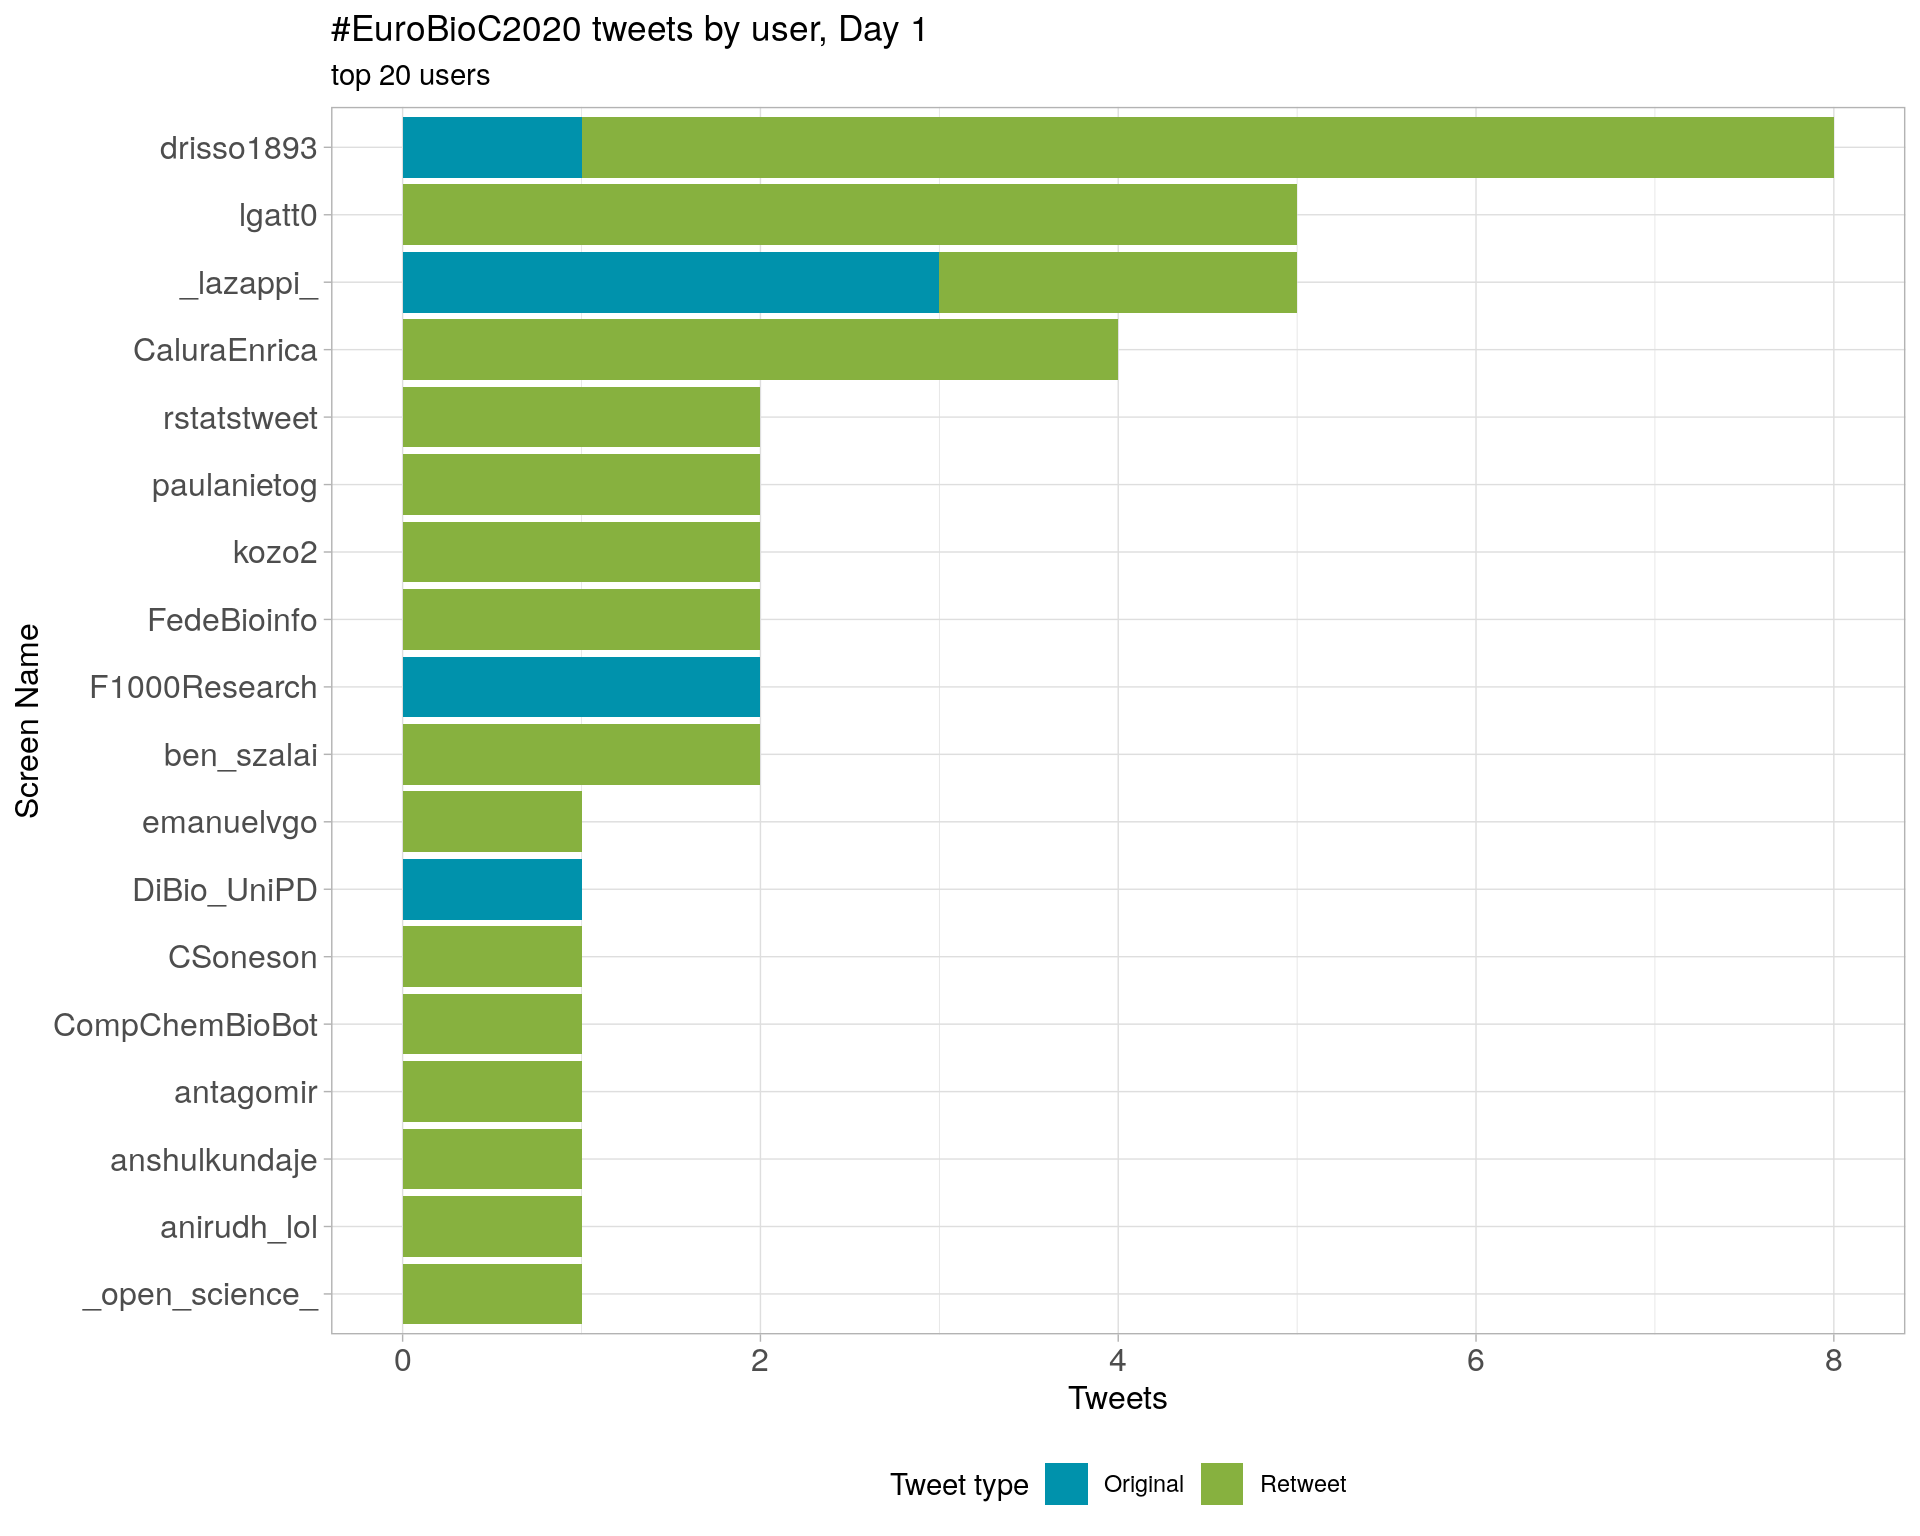 #EuroBioC2020 tweets by user, Day 1
top 20 users
Screen Name
drisso1893
lgatt0
_lazappi_
CaluraEnrica
rstatstweet
paulanietog
kozo2
FedeBioinfo
F1000Research
ben_szalai
emanuelvgo
DiBio_UniPD
CSoneson
CompChemBioBot
antagomir
anshulkundaje
anirudh_lol
_open_science_
0 2 4 6 8
Tweets
Tweet type Original Retweet